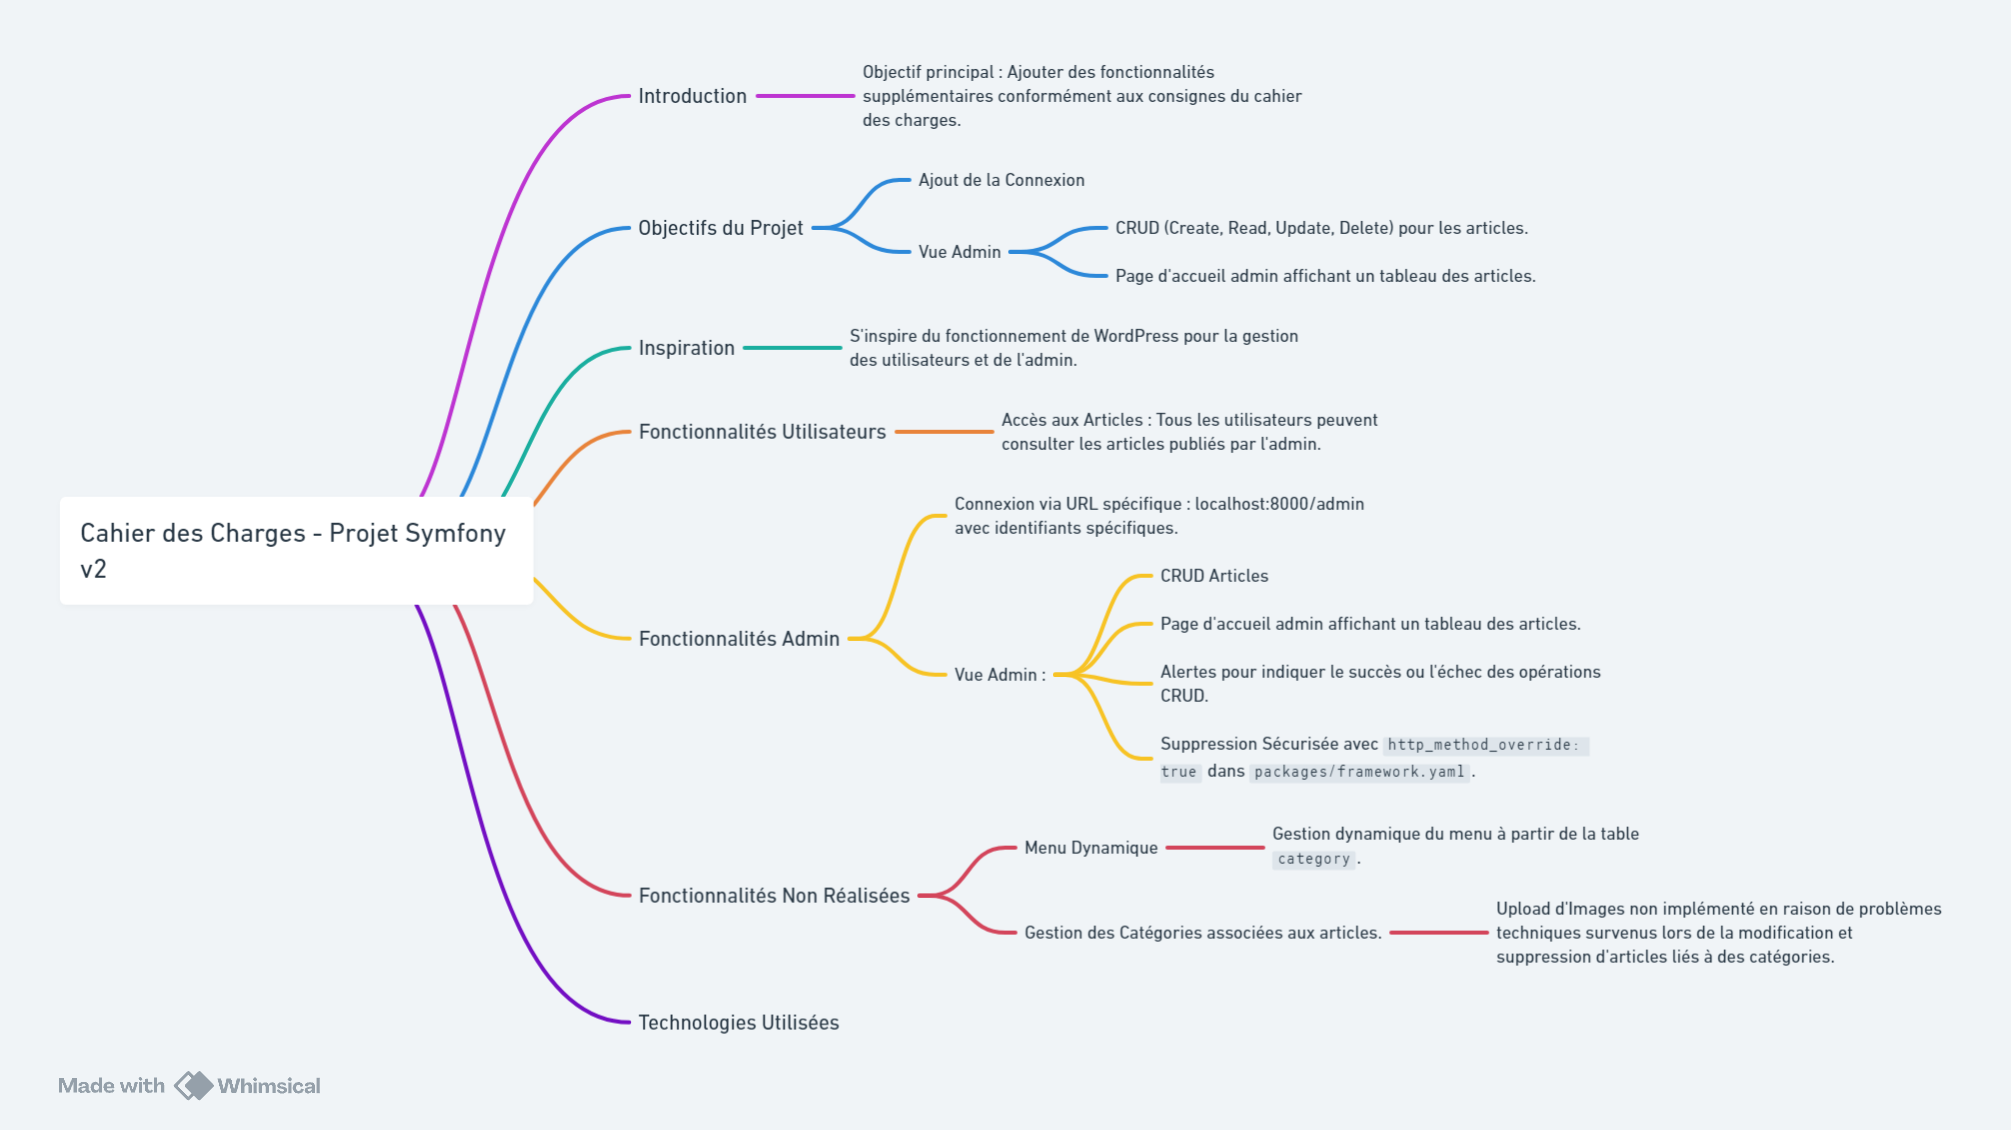 Cahier des Charges - Projet Symfony
v2
Introduction
Objectif principal : Ajouter des fonctionnalités
supplémentaires conformément aux consignes du cahier
des charges.
Objectifs du Projet
Ajout de la Connexion
Vue Admin
CRUD (Create, Read, Update, Delete) pour les articles.
Page d'accueil admin affichant un tableau des articles.
Inspiration
S'inspire du fonctionnement de WordPress pour la gestion
des utilisateurs et de l'admin.
Fonctionnalités Utilisateurs
Accès aux Articles : Tous les utilisateurs peuvent
consulter les articles publiés par l'admin.
Fonctionnalités Admin
Connexion via URL spécifique : localhost:8000/admin
avec identifiants spécifiques.
Vue Admin :
CRUD Articles
Page d'accueil admin affichant un tableau des articles.
Alertes pour indiquer le succès ou l'échec des opérations
CRUD.
Suppression Sécurisée avec http_method_override:
true dans packages/framework.yaml.
Fonctionnalités Non Réalisées
Menu Dynamique
Gestion dynamique du menu à partir de la table
category.
Gestion des Catégories associées aux articles.
Upload d'Images non implémenté en raison de problèmes
techniques survenus lors de la modification et
suppression d'articles liés à des catégories.
Technologies Utilisées
Made with Whimsical